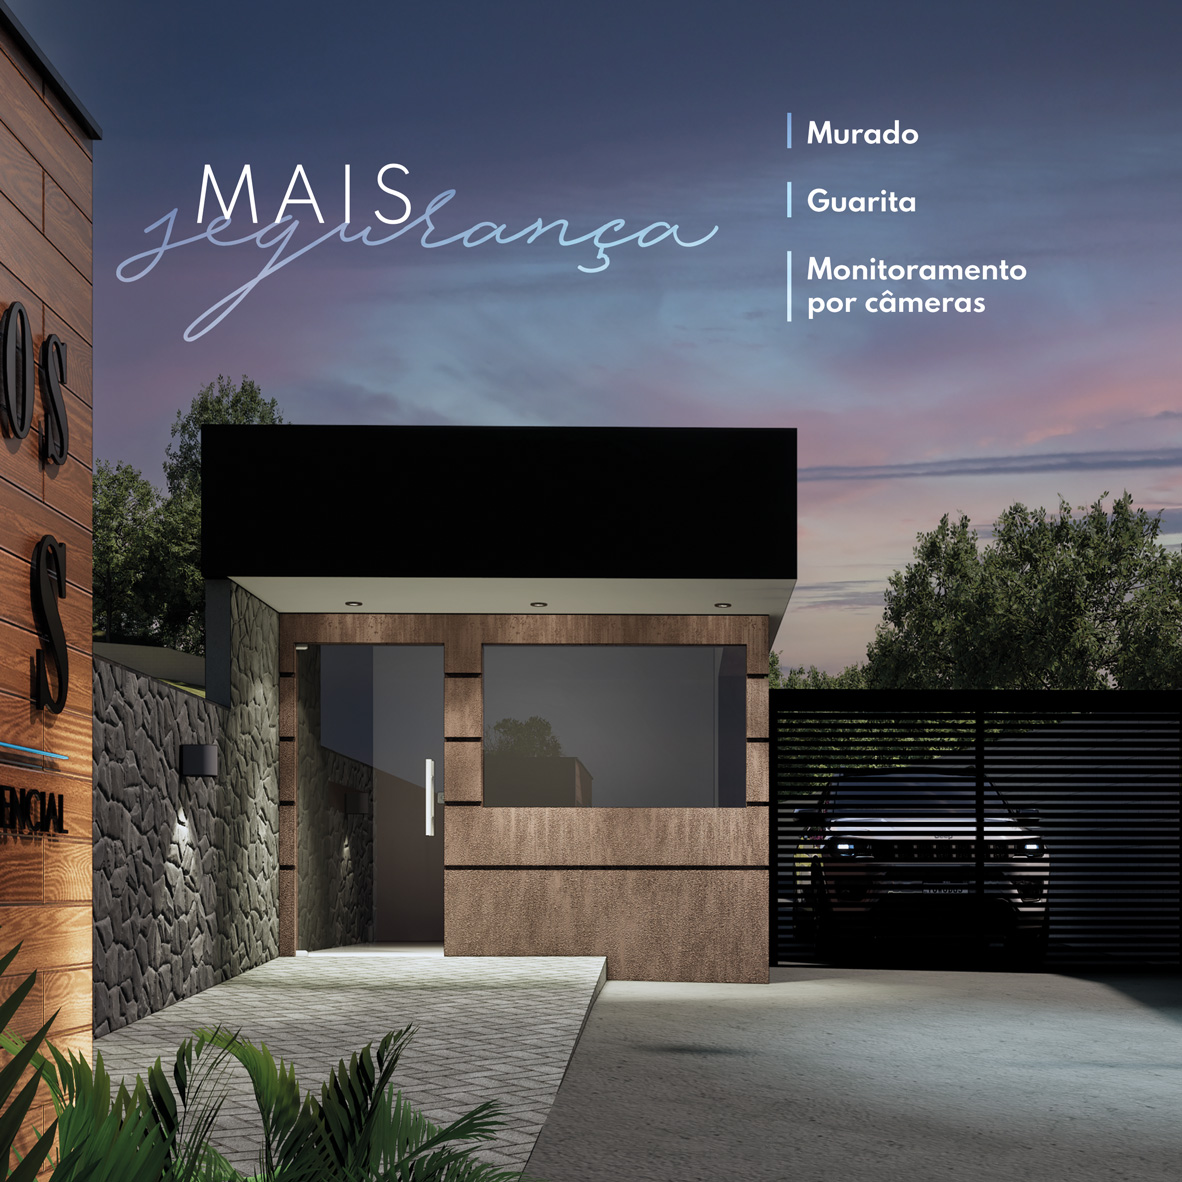 MAIS
segurança
Murado
Guarita
Monitoramento
por câmeras
OS
S
ENCIAL